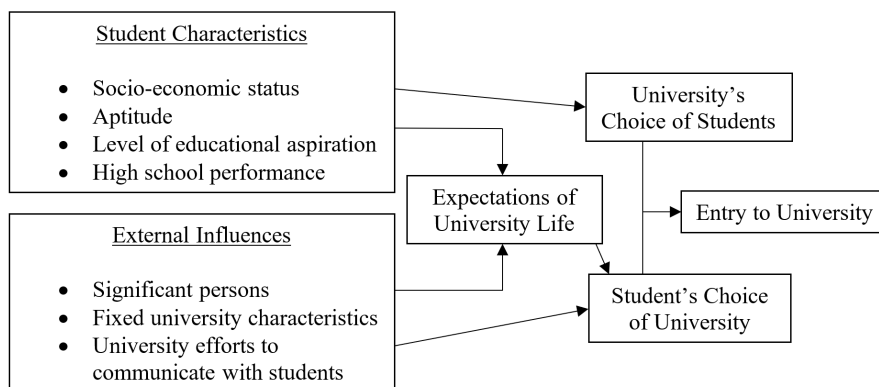 Student Characteristics
• Socio-economic status
• Aptitude
• Level of educational aspiration
• High school performance
External Influences
• Significant persons
• Fixed university characteristics
• University efforts to
communicate with students
Expectations of
University Life
University's
Choice of Students
Student's Choice
of University
Entry to University